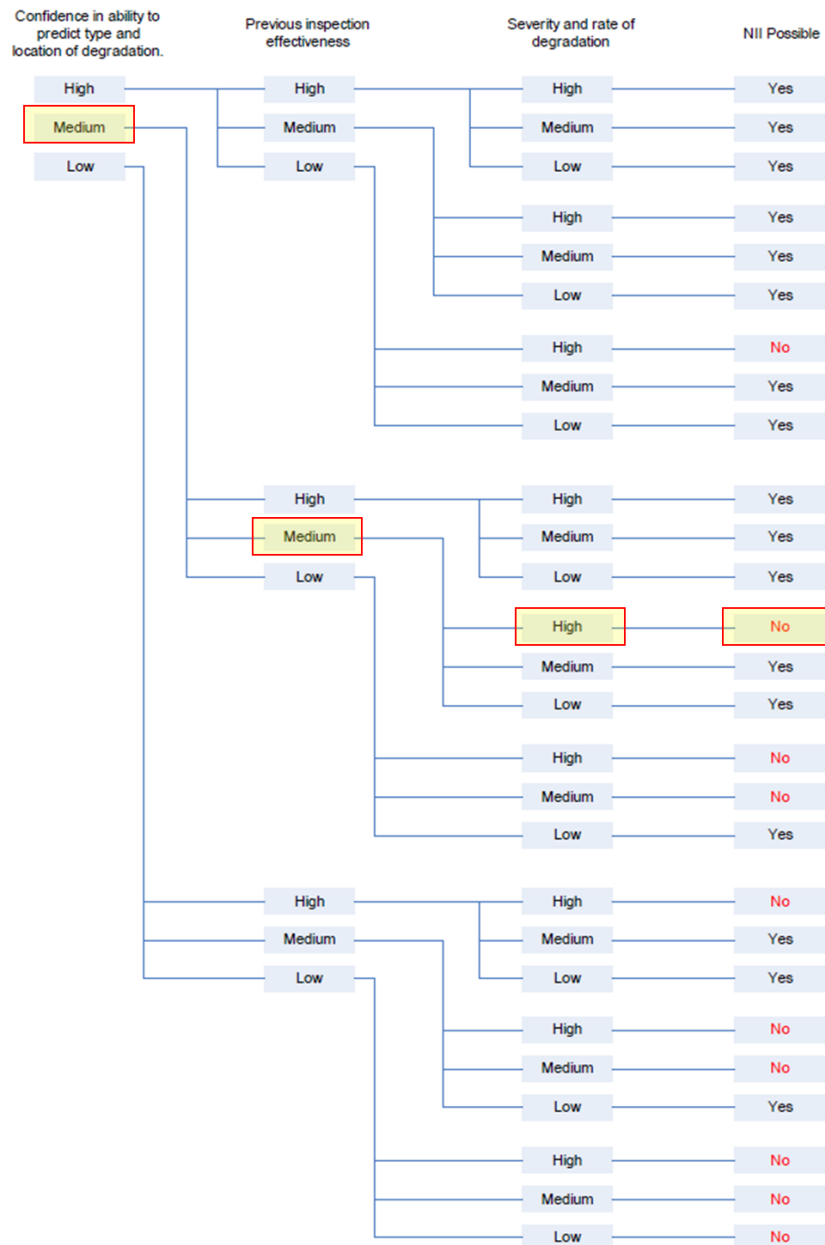 Confidence in ability to
predict type and
location of degradation.
Previous inspection
effectiveness
Severity and rate of
degradation
NII Possible
High High High Yes
Medium Medium Medium Yes
Low Low Low Yes
High Yes
Medium Yes
Low Yes
High No
Medium Yes
Low Yes
High High Yes
Medium Medium Yes
Low Low Yes
High No
Medium Yes
Low Yes
High No
Medium No
Low Yes
High High No
Medium Medium Yes
Low Low Yes
High No
Medium No
Low Yes
High No
Medium No
Low No